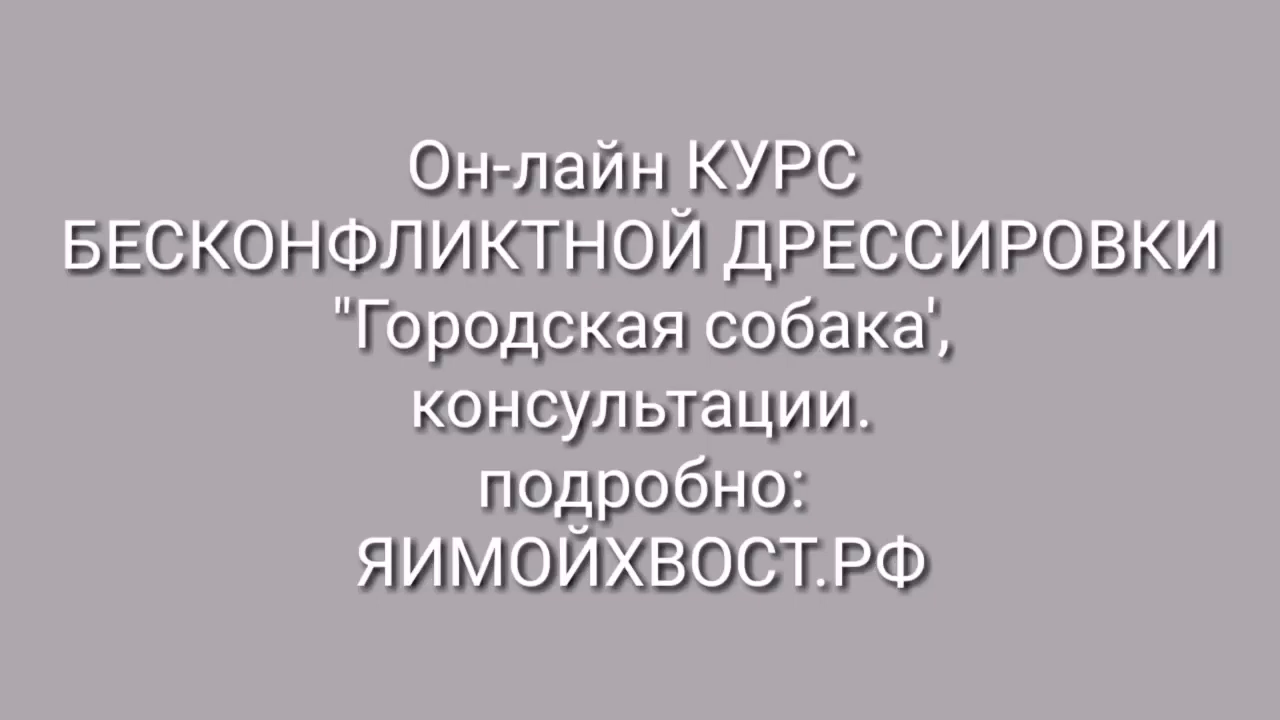 Он-лайн КУРС
БЕСКОНФЛИКТНОЙ ДРЕССИРОВКИ
"Городская собака',
консультации.
подробно:
ЯИМОЙХВОСТ.РФ